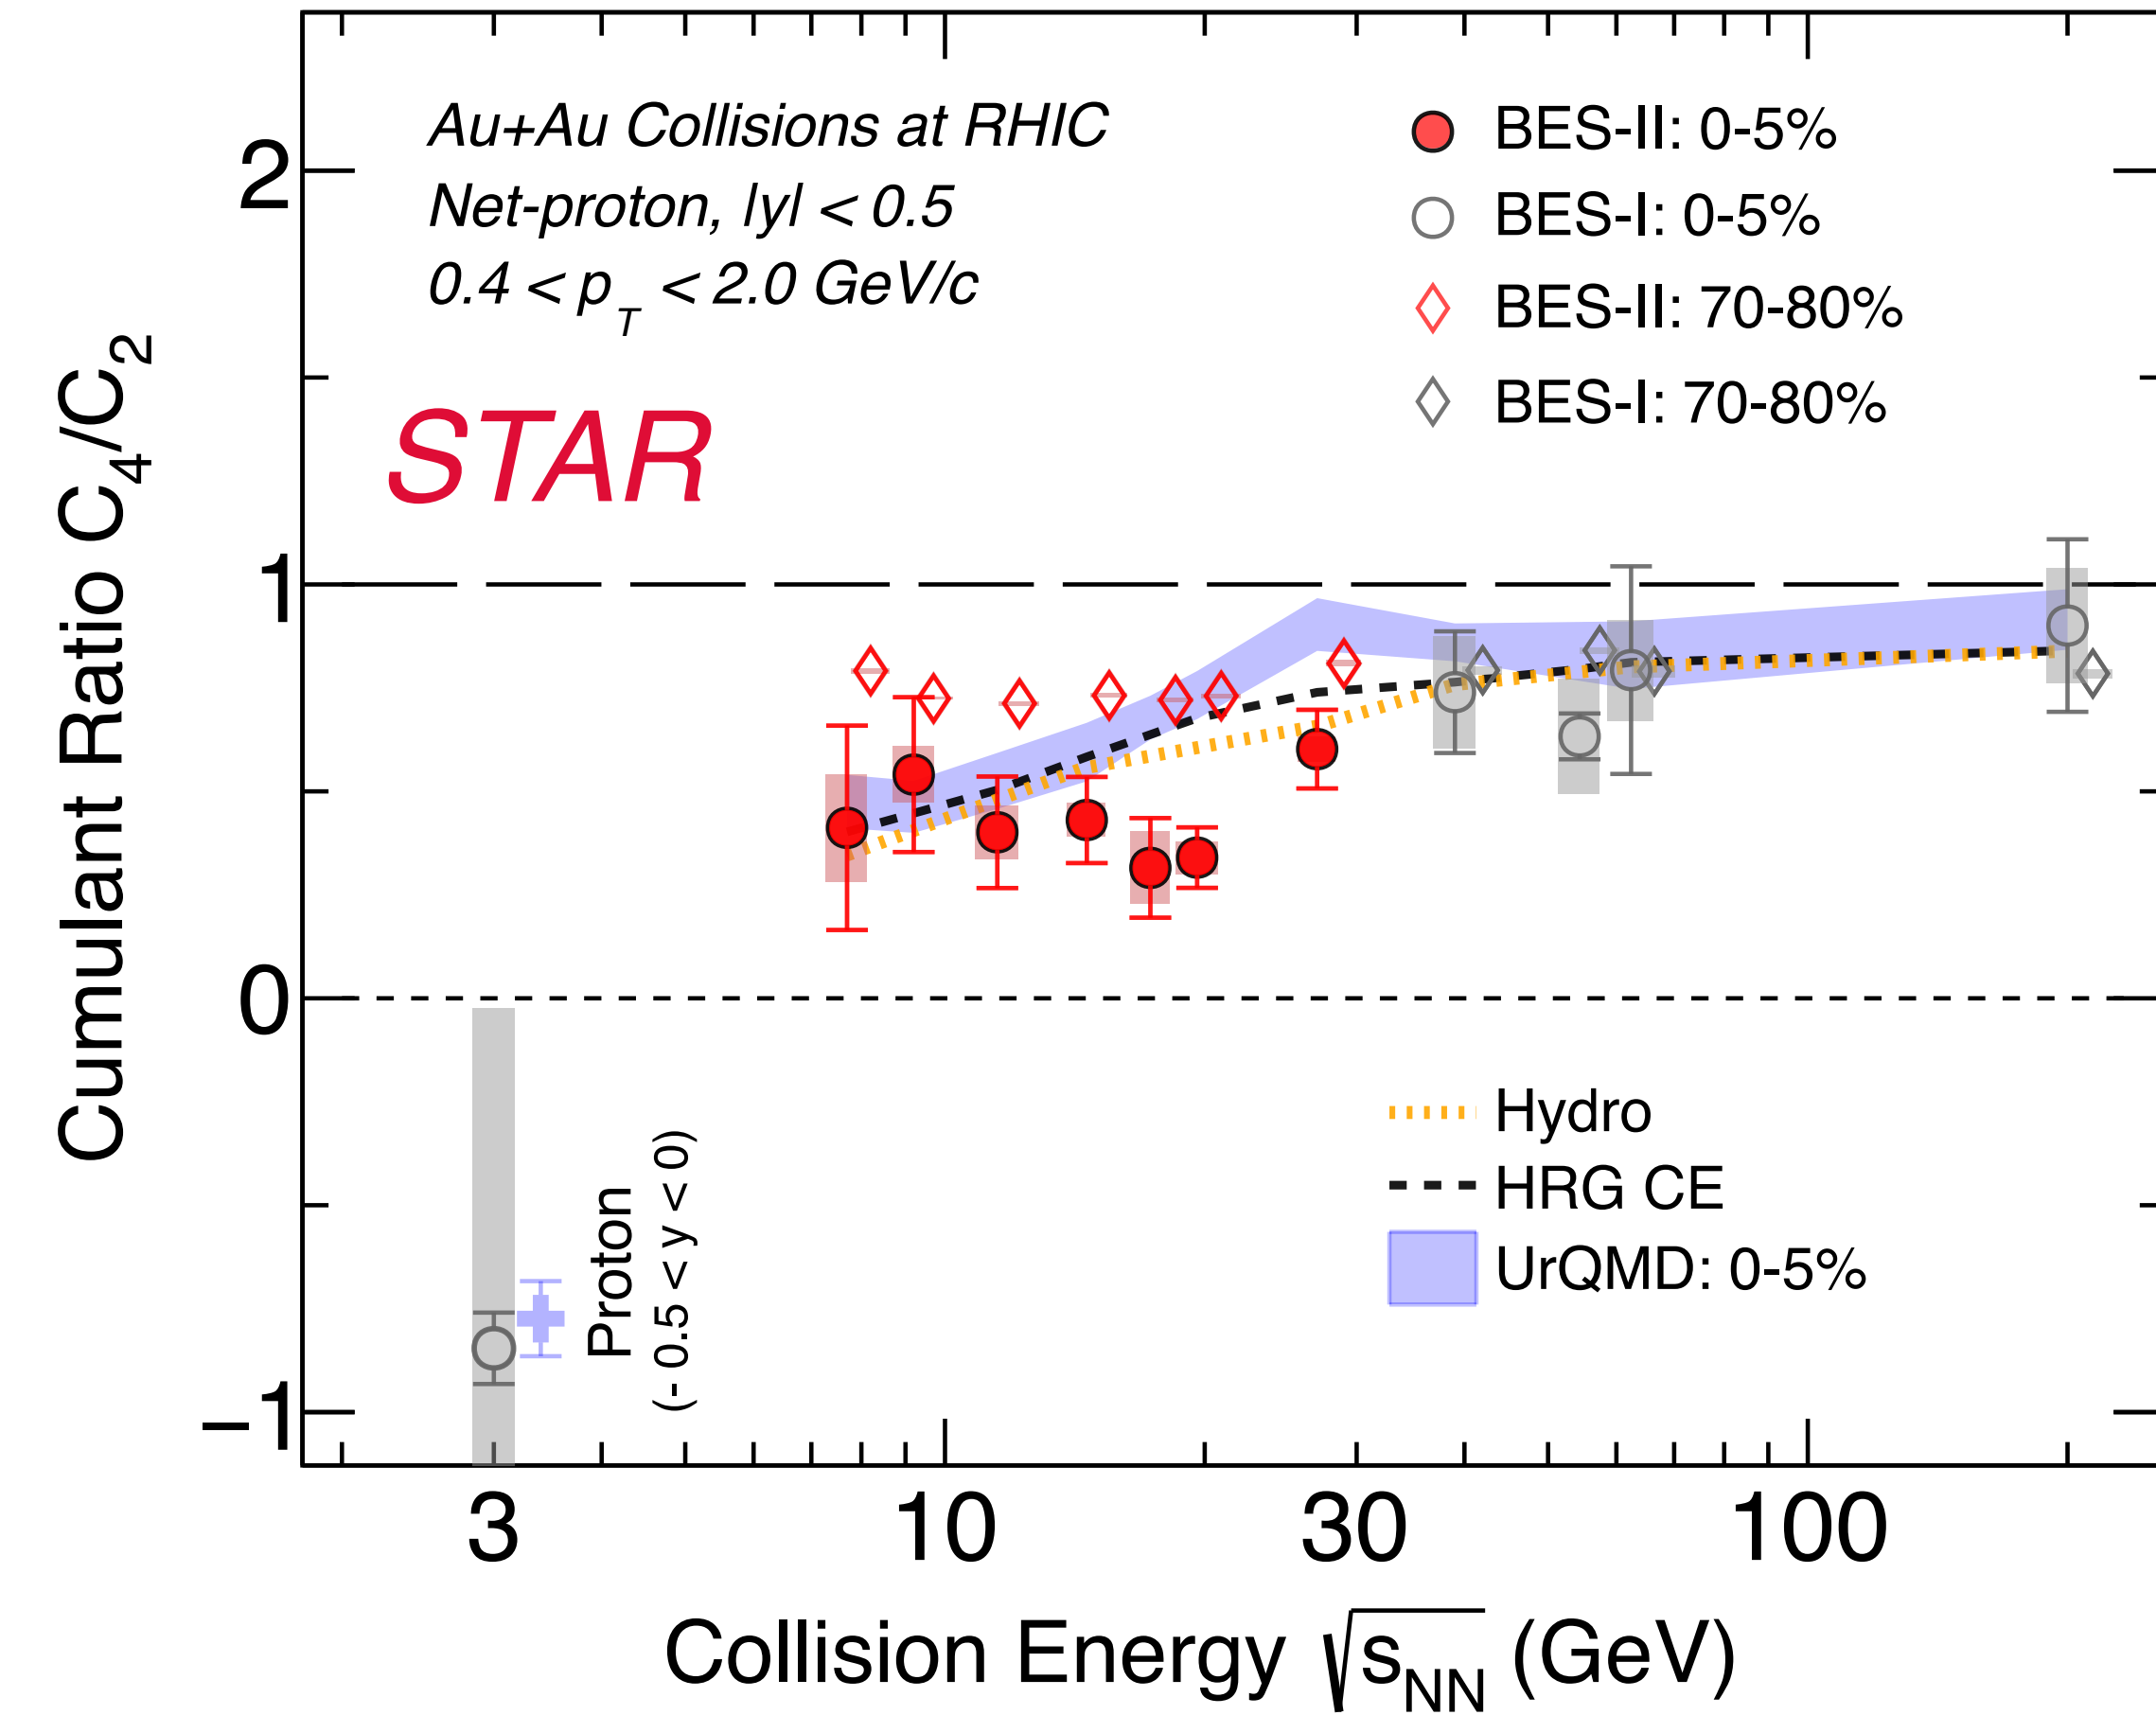 Au+Au Collisions at RHIC
Net-proton, |y| < 0.5
0.4 < p_T < 2.0 GeV/c
STAR
BES-II: 0-5%
BES-I: 0-5%
BES-II: 70-80%
BES-I: 70-80%
Cumulant Ratio C4/C2
2
1
0
−1
Proton
(- 0.5 < y < 0)
Hydro
HRG CE
UrQMD: 0-5%
3 10 30 100
Collision Energy √sNN (GeV)